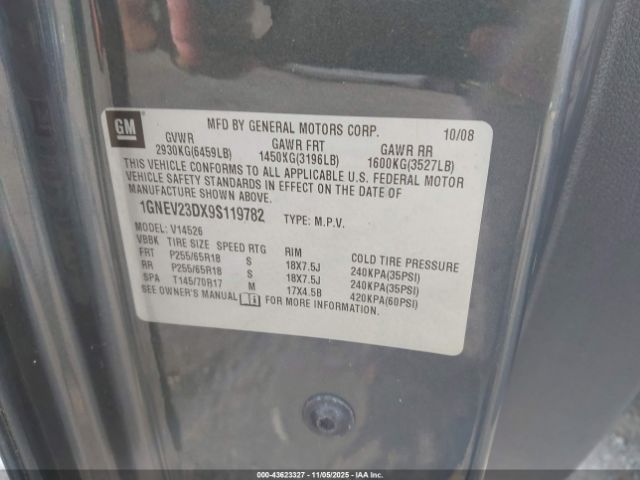 GM
MFD BY GENERAL MOTORS CORP. 10/08
GVWR GAWR FRT GAWR RR
2930KG(6459LB) 1450KG(3196LB) 1600KG(3527LB)
THIS VEHICLE CONFORMS TO ALL APPLICABLE U.S. FEDERAL MOTOR
VEHICLE SAFETY STANDARDS IN EFFECT ON THE DATE OF
MANUFACTURE SHOWN ABOVE.
1GNEV23DX9S119782 TYPE: M.P.V.
MODEL: V14526
VBBK TIRE SIZE SPEED RTG RIM COLD TIRE PRESSURE
FRT P255/65R18 S 18X7.5J 240KPA(35PSI)
RR P255/65R18 S 18X7.5J 240KPA(35PSI)
SPA T145/70R17 M 17X4.5B 420KPA(60PSI)
SEE OWNER'S MANUAL FOR MORE INFORMATION.
000-43623327 - 11/05/2025 - IAA Inc.